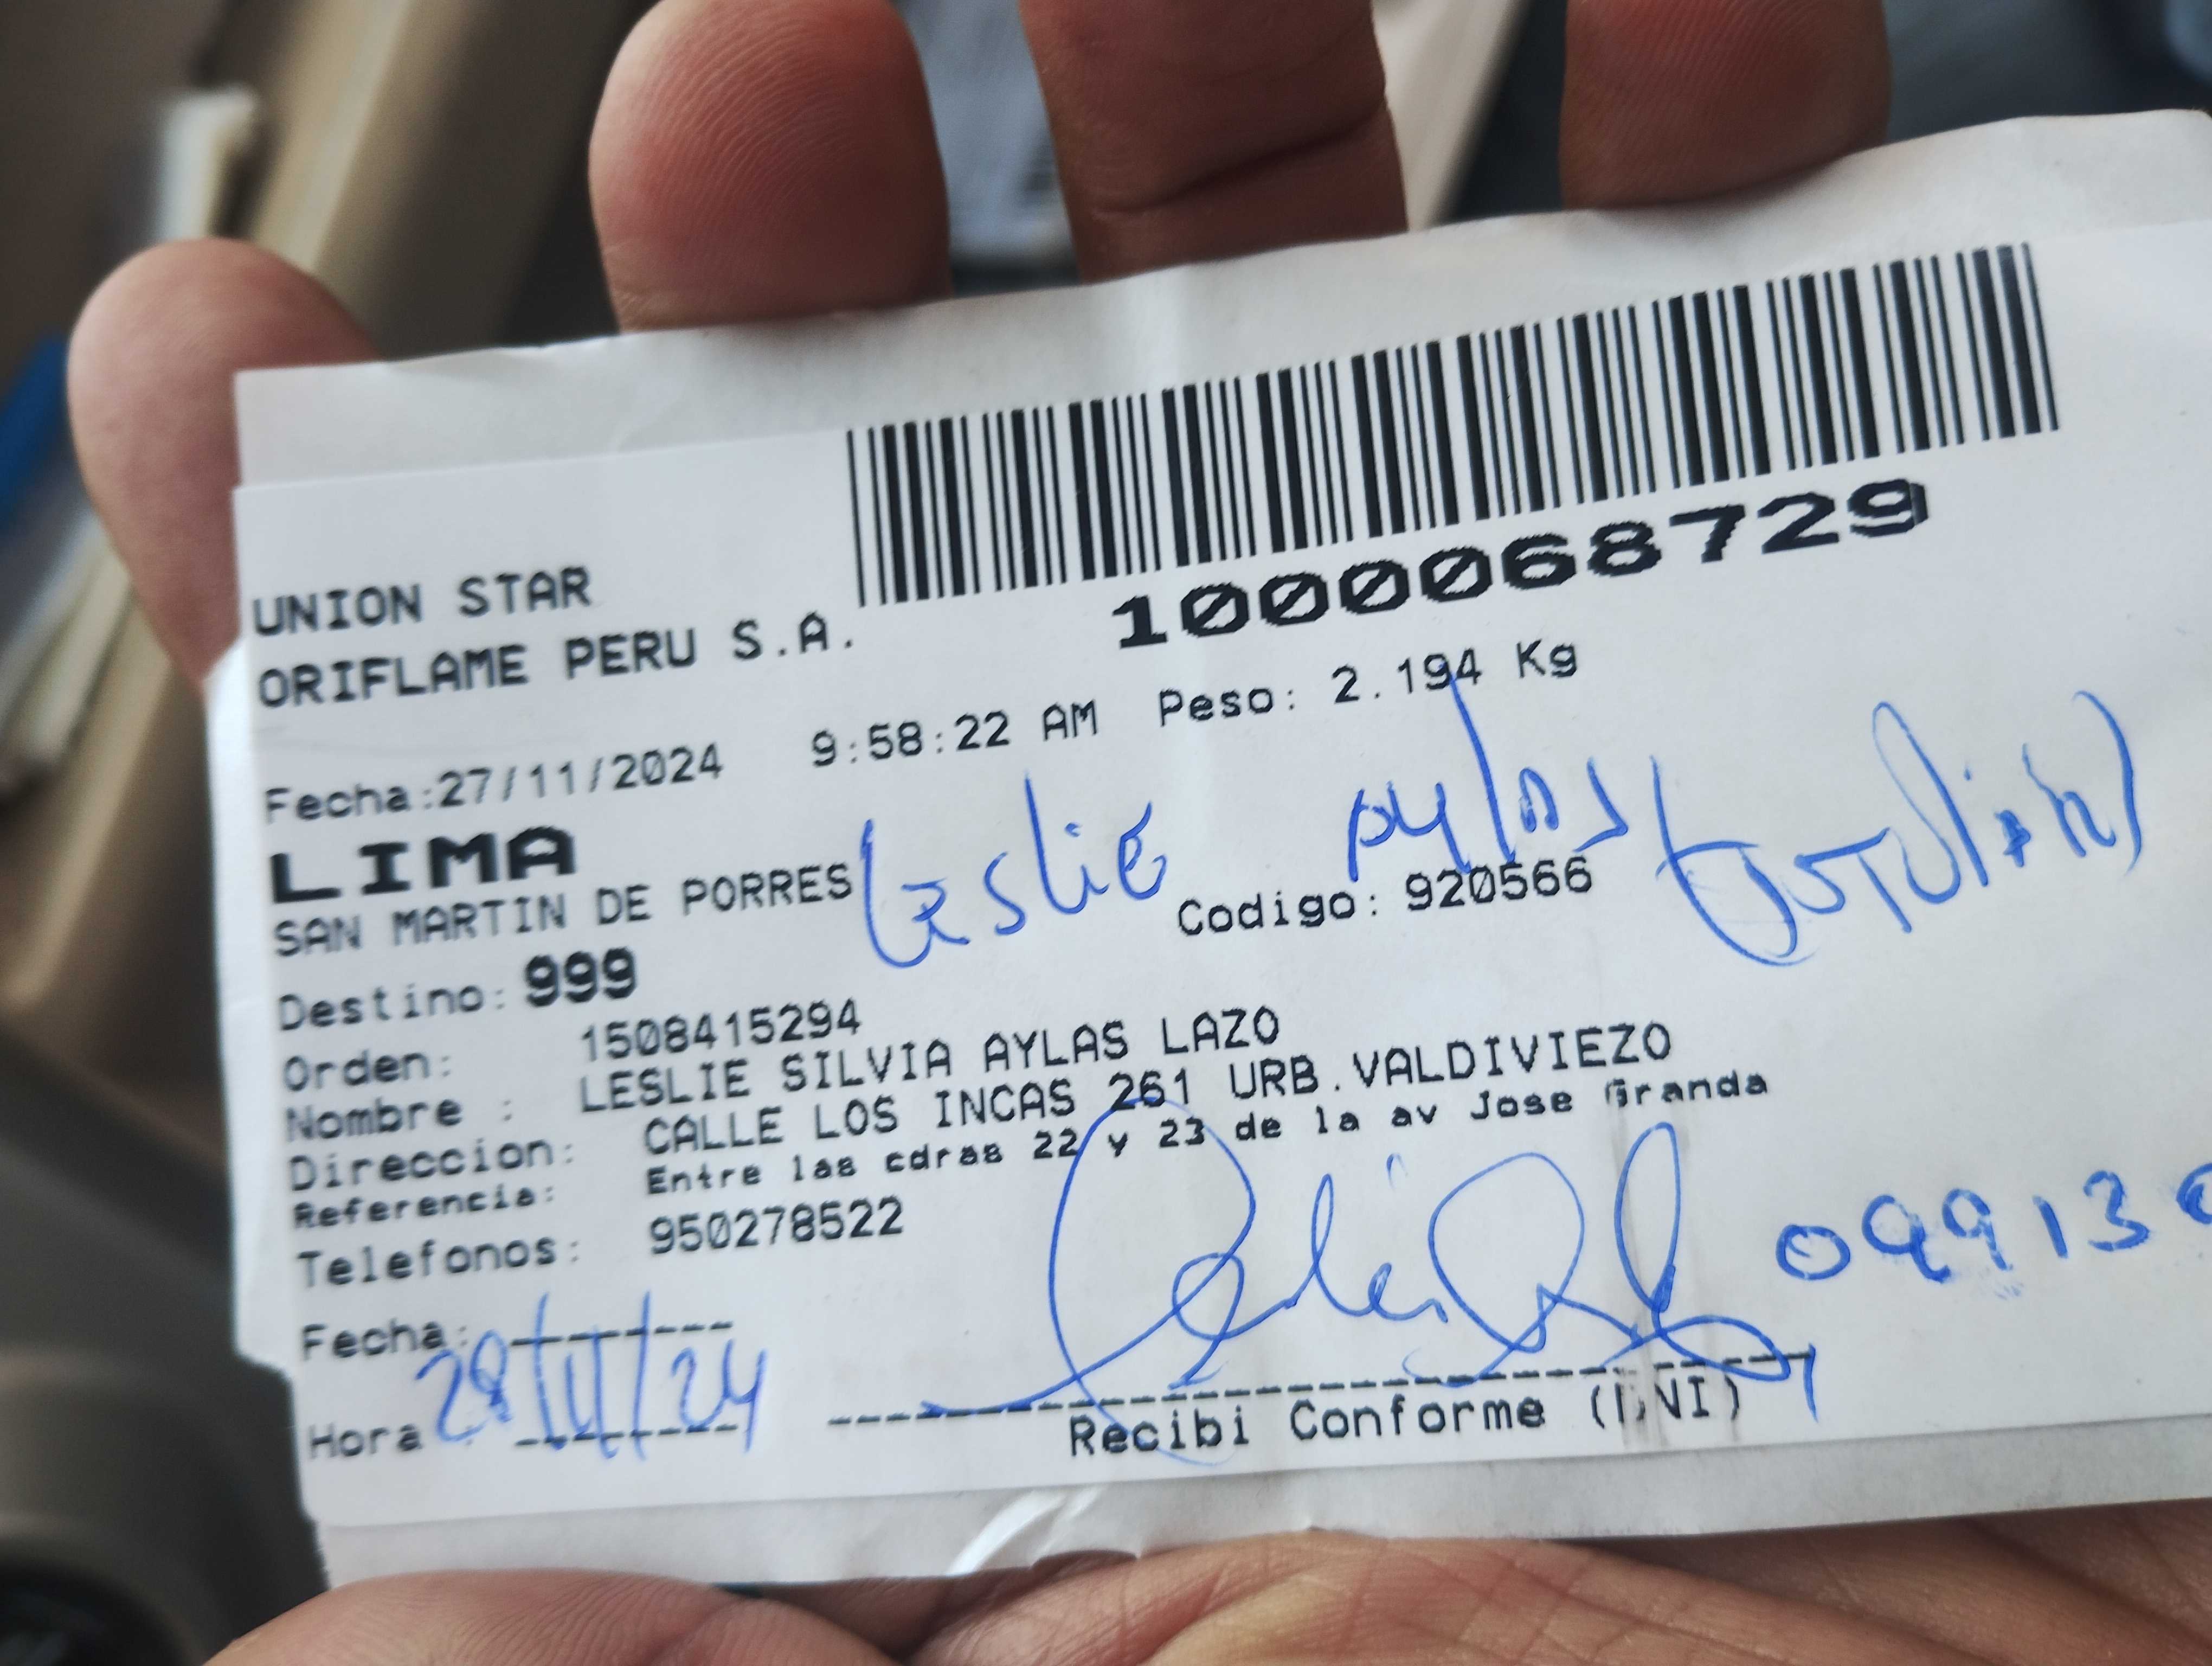 1000068729
UNION STAR
ORIFLAME PERU S.A.
Fecha:27/11/2024 9:58:22 AM Peso: 2.194 Kg
LIMA
Leslie Aylas (titular)
SAN MARTIN DE PORRES
Codigo: 920566
Destino: 999
Orden: 1508415294
Nombre : LESLIE SILVIA AYLAS LAZO
Direccion: CALLE LOS INCAS 261 URB.VALDIVIEZO
Referencia: Entre las cdras 22 y 23 de la av Jose Granda
Telefonos: 950278522
099130
Fecha:
28/11/24
Hora :
Recibi Conforme (DNI)